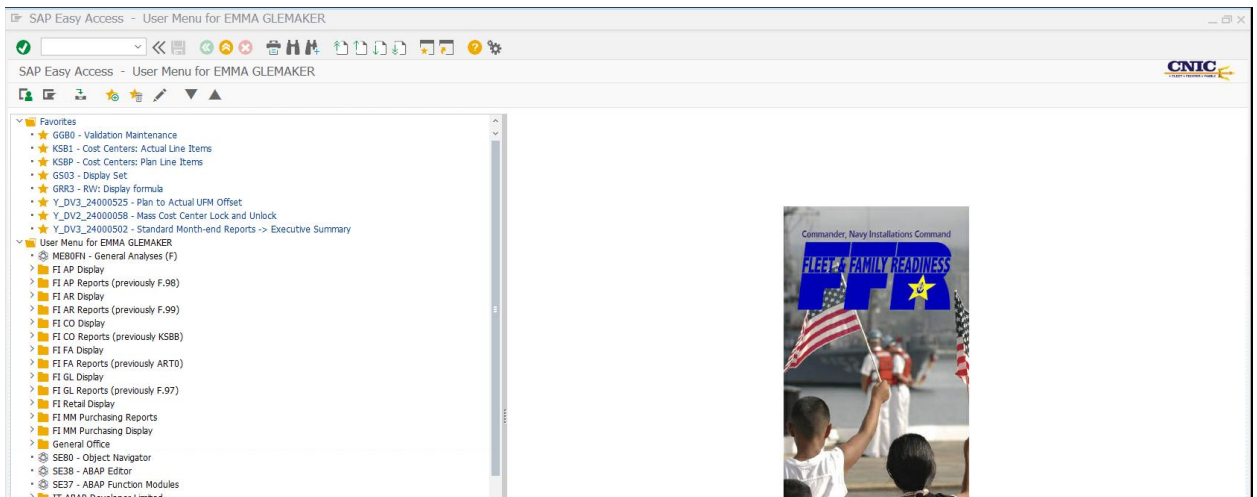 SAP Easy Access - User Menu for EMMA GLEMAKER
SAP Easy Access - User Menu for EMMA GLEMAKER
CNIC
Favorites
GGB0 - Validation Maintenance
KSB1 - Cost Centers: Actual Line Items
KSBP - Cost Centers: Plan Line Items
GS03 - Display Set
GRR3 - RW: Display formula
Y_DV3_24000525 - Plan to Actual UFM Offset
Y_DV2_24000058 - Mass Cost Center Lock and Unlock
Y_DV3_24000502 - Standard Month-end Reports -> Executive Summary
User Menu for EMMA GLEMAKER
ME80FN - General Analyses (F)
FI AP Display
FI AP Reports (previously F.98)
FI AR Display
FI AR Reports (previously F.99)
FI CO Display
FI CO Reports (previously KSBB)
FI FA Display
FI FA Reports (previously ART0)
FI GL Display
FI GL Reports (previously F.97)
FI Retail Display
FI MM Purchasing Reports
FI MM Purchasing Display
General Office
SE80 - Object Navigator
SE38 - ABAP Editor
SE37 - ABAP Function Modules
IT ABAP Developer Limited
Commander, Navy Installations Command
FLEET & FAMILY READINESS
FFR